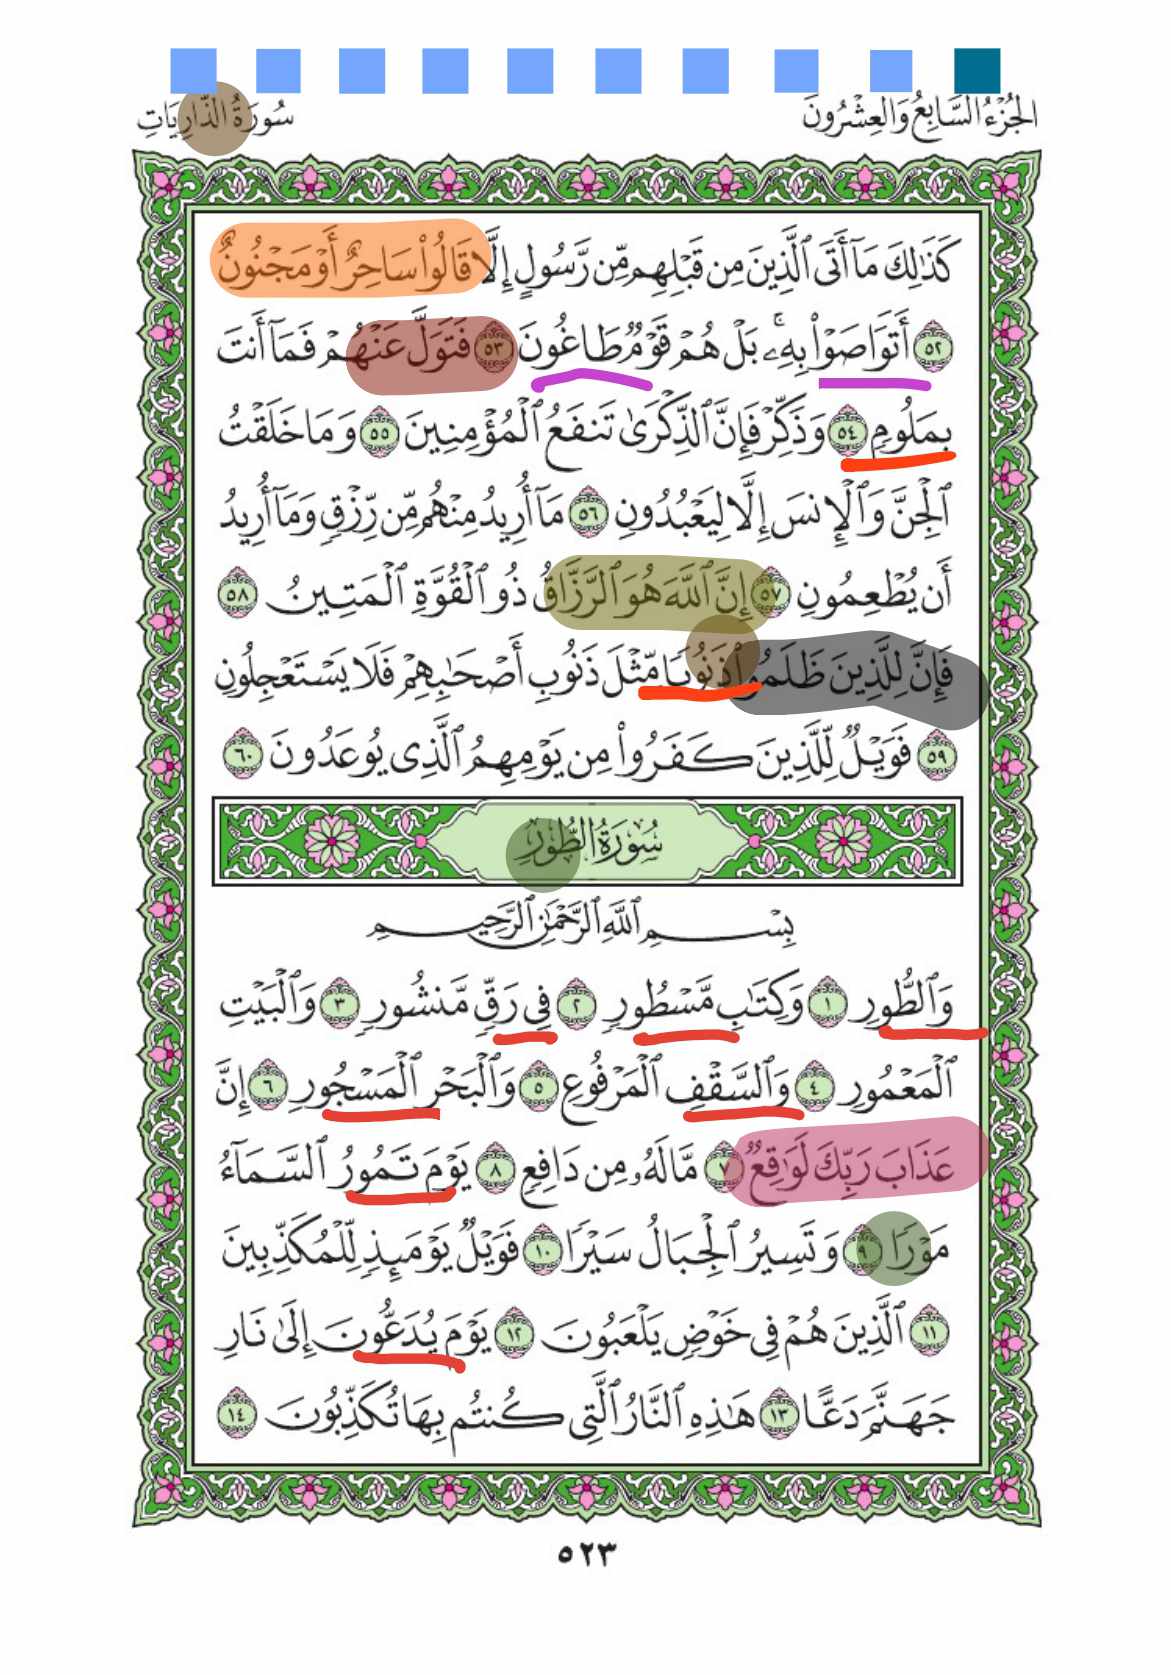 الجُزْءُ السَّابِعُ وَالعِشْرُونَ
سُورَةُ الذَّارِيَاتِ
كَذَٰلِكَ مَآ أَتَى ٱلَّذِينَ مِن قَبْلِهِم مِّن رَّسُولٍ إِلَّا قَالُوا۟ سَاحِرٌ أَوْ مَجْنُونٌ
٥٢ أَتَوَاصَوْا۟ بِهِۦۚ بَلْ هُمْ قَوْمٌ طَاغُونَ ٥٣ فَتَوَلَّ عَنْهُمْ فَمَآ أَنتَ
بِمَلُومٍ ٥٤ وَذَكِّرْ فَإِنَّ ٱلذِّكْرَىٰ تَنفَعُ ٱلْمُؤْمِنِينَ ٥٥ وَمَا خَلَقْتُ
ٱلْجِنَّ وَٱلْإِنسَ إِلَّا لِيَعْبُدُونِ ٥٦ مَآ أُرِيدُ مِنْهُم مِّن رِّزْقٍ وَمَآ أُرِيدُ
أَن يُطْعِمُونِ ٥٧ إِنَّ ٱللَّهَ هُوَ ٱلرَّزَّاقُ ذُو ٱلْقُوَّةِ ٱلْمَتِينُ ٥٨
فَإِنَّ لِلَّذِينَ ظَلَمُوا۟ ذَنُوبًا مِّثْلَ ذَنُوبِ أَصْحَٰبِهِمْ فَلَا يَسْتَعْجِلُونِ
٥٩ فَوَيْلٌ لِّلَّذِينَ كَفَرُوا۟ مِن يَوْمِهِمُ ٱلَّذِى يُوعَدُونَ ٦٠
سُورَةُ الطُّورِ
بِسْمِ ٱللَّهِ ٱلرَّحْمَٰنِ ٱلرَّحِيمِ
وَٱلطُّورِ ١ وَكِتَٰبٍ مَّسْطُورٍ ٢ فِى رَقٍّ مَّنشُورٍ ٣ وَٱلْبَيْتِ
ٱلْمَعْمُورِ ٤ وَٱلسَّقْفِ ٱلْمَرْفُوعِ ٥ وَٱلْبَحْرِ ٱلْمَسْجُورِ ٦ إِنَّ
عَذَابَ رَبِّكَ لَوَٰقِعٌ ٧ مَّا لَهُۥ مِن دَافِعٍ ٨ يَوْمَ تَمُورُ ٱلسَّمَآءُ
مَوْرًا ٩ وَتَسِيرُ ٱلْجِبَالُ سَيْرًا ١٠ فَوَيْلٌ يَوْمَئِذٍ لِّلْمُكَذِّبِينَ
١١ ٱلَّذِينَ هُمْ فِى خَوْضٍ يَلْعَبُونَ ١٢ يَوْمَ يُدَعُّونَ إِلَىٰ نَارِ
جَهَنَّمَ دَعًّا ١٣ هَٰذِهِ ٱلنَّارُ ٱلَّتِى كُنتُم بِهَا تُكَذِّبُونَ ١٤
٥٢٣